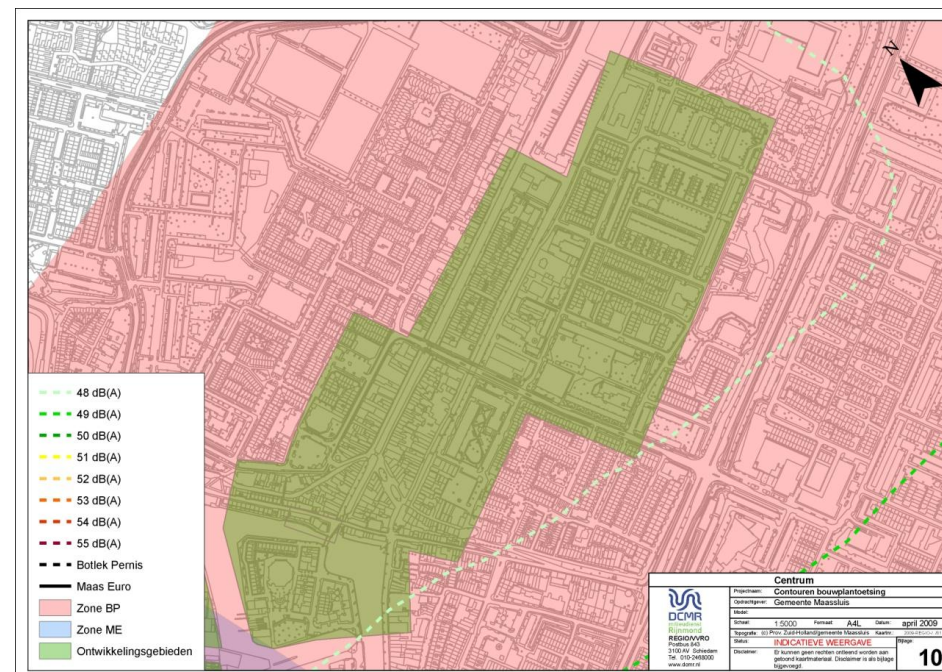 N
48 dB(A)
49 dB(A)
50 dB(A)
51 dB(A)
52 dB(A)
53 dB(A)
54 dB(A)
55 dB(A)
Botlek Pernis
Maas Euro
Zone BP
Zone ME
Ontwikkelingsgebieden
DCMR
milieudienst
Rijnmond
REGIO/VRO
Postbus 843
3100 AV Schiedam
Tel. 010-2468000
www.dcmr.nl
Centrum
Projectnaam: Contouren bouwplantoetsing
Opdrachtgever: Gemeente Maassluis
Model:
Schaal: 1:5000 Formaat: A4L Datum: april 2009
Topografie: (c) Prov. Zuid-Holland/gemeente Maassluis Kaartnr.:
Status: INDICATIEVE WEERGAVE Bijlage:
Disclaimer: Er kunnen geen rechten ontleend worden aan
getoond kaartmateriaal. Disclaimer is als bijlage
bijgevoegd.
10